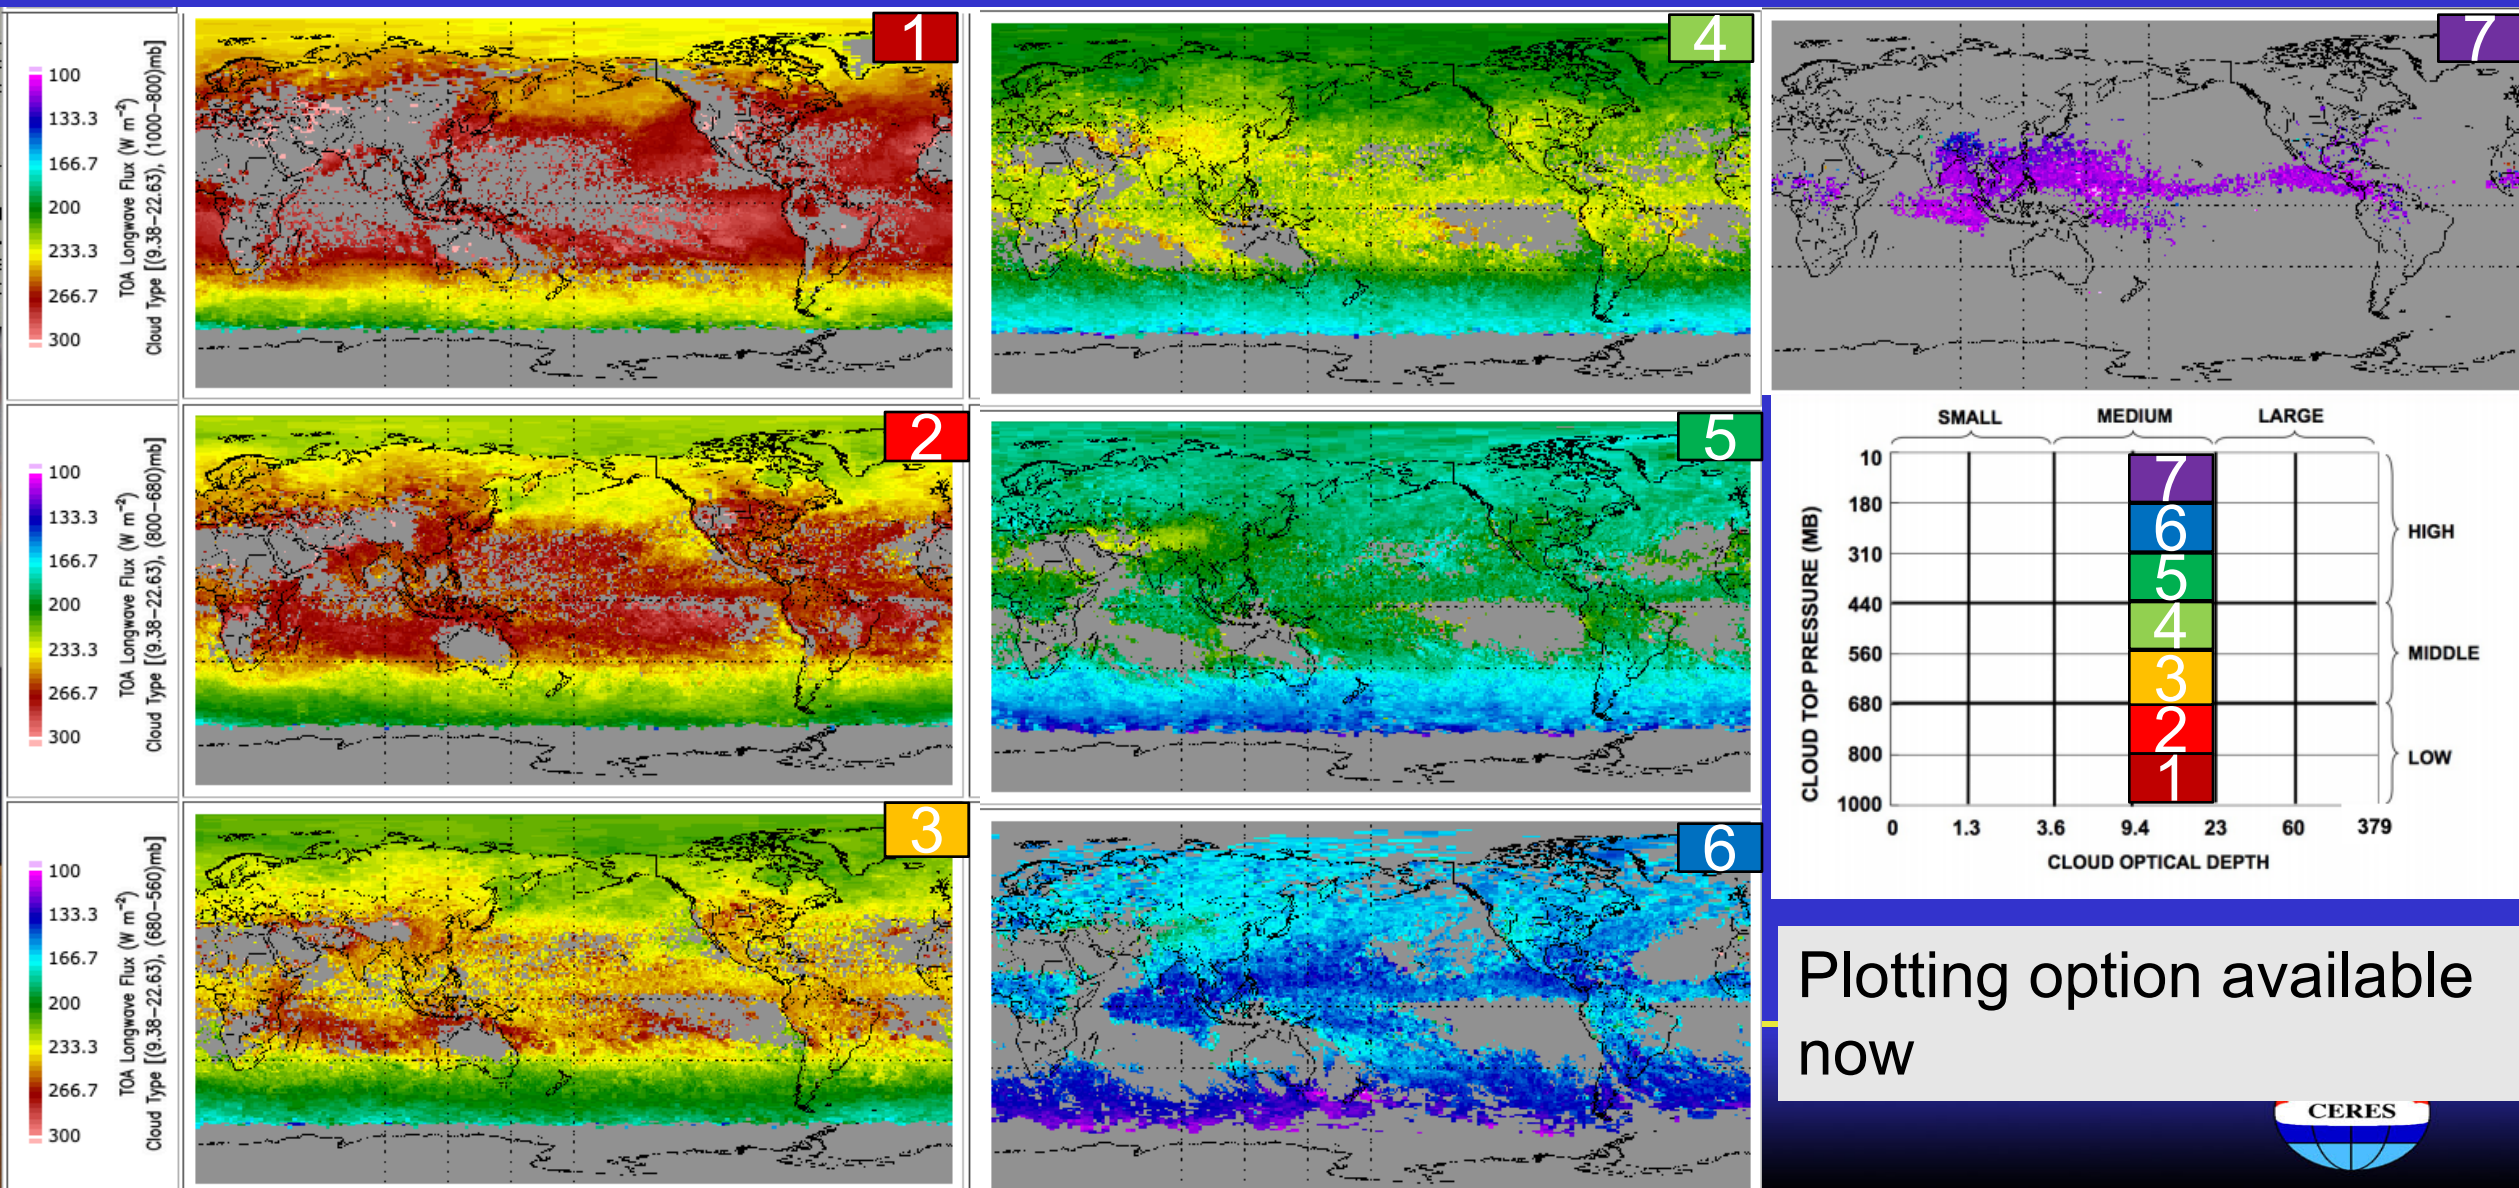 1
4
7
100
133.3
166.7
200
233.3
266.7
300
TOA Longwave Flux (W m⁻²)
Cloud Type [(9.38-22.63), (1000-800)mb]
2
5
100
133.3
166.7
200
233.3
266.7
300
TOA Longwave Flux (W m⁻²)
Cloud Type [(9.38-22.63), (800-680)mb]
3
6
100
133.3
166.7
200
233.3
266.7
300
TOA Longwave Flux (W m⁻²)
Cloud Type [(9.38-22.63), (680-560)mb]
SMALL MEDIUM LARGE
CLOUD TOP PRESSURE (MB)
10
180
310
440
560
680
800
1000
7
6
5
4
3
2
1
HIGH
MIDDLE
LOW
0 1.3 3.6 9.4 23 60 379
CLOUD OPTICAL DEPTH
Plotting option available
now
CERES